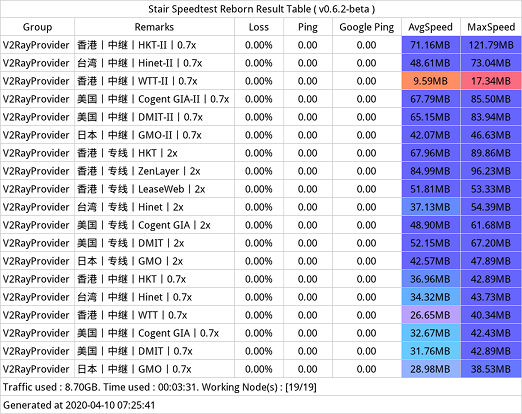 Stair Speedtest Reborn Result Table ( v0.6.2-beta )
Group Remarks Loss Ping Google Ping AvgSpeed MaxSpeed
V2RayProvider 香港丨中继丨HKT-II丨0.7x 0.00% 0.00 0.00 71.16MB 121.79MB
V2RayProvider 台湾丨中继丨Hinet-II丨0.7x 0.00% 0.00 0.00 48.61MB 73.04MB
V2RayProvider 香港丨中继丨WTT-II丨0.7x 0.00% 0.00 0.00 9.59MB 17.34MB
V2RayProvider 美国丨中继丨Cogent GIA-II丨0.7x 0.00% 0.00 0.00 67.79MB 85.50MB
V2RayProvider 美国丨中继丨DMIT-II丨0.7x 0.00% 0.00 0.00 65.15MB 83.94MB
V2RayProvider 日本丨中继丨GMO-II丨0.7x 0.00% 0.00 0.00 42.07MB 46.63MB
V2RayProvider 香港丨专线丨HKT丨2x 0.00% 0.00 0.00 67.96MB 89.86MB
V2RayProvider 香港丨专线丨ZenLayer丨2x 0.00% 0.00 0.00 84.99MB 96.23MB
V2RayProvider 香港丨专线丨LeaseWeb丨2x 0.00% 0.00 0.00 51.81MB 53.33MB
V2RayProvider 台湾丨专线丨Hinet丨2x 0.00% 0.00 0.00 37.13MB 54.39MB
V2RayProvider 美国丨专线丨Cogent GIA丨2x 0.00% 0.00 0.00 48.90MB 61.68MB
V2RayProvider 美国丨专线丨DMIT丨2x 0.00% 0.00 0.00 52.15MB 67.20MB
V2RayProvider 日本丨专线丨GMO丨2x 0.00% 0.00 0.00 42.57MB 47.89MB
V2RayProvider 香港丨中继丨HKT丨0.7x 0.00% 0.00 0.00 36.96MB 42.89MB
V2RayProvider 台湾丨中继丨Hinet丨0.7x 0.00% 0.00 0.00 34.32MB 43.73MB
V2RayProvider 香港丨中继丨WTT丨0.7x 0.00% 0.00 0.00 26.65MB 40.34MB
V2RayProvider 美国丨中继丨Cogent GIA丨0.7x 0.00% 0.00 0.00 32.67MB 42.43MB
V2RayProvider 美国丨中继丨DMIT丨0.7x 0.00% 0.00 0.00 31.76MB 42.89MB
V2RayProvider 日本丨中继丨GMO丨0.7x 0.00% 0.00 0.00 28.98MB 38.53MB
Traffic used : 8.70GB. Time used : 00:03:31. Working Node(s) : [19/19]
Generated at 2020-04-10 07:25:41